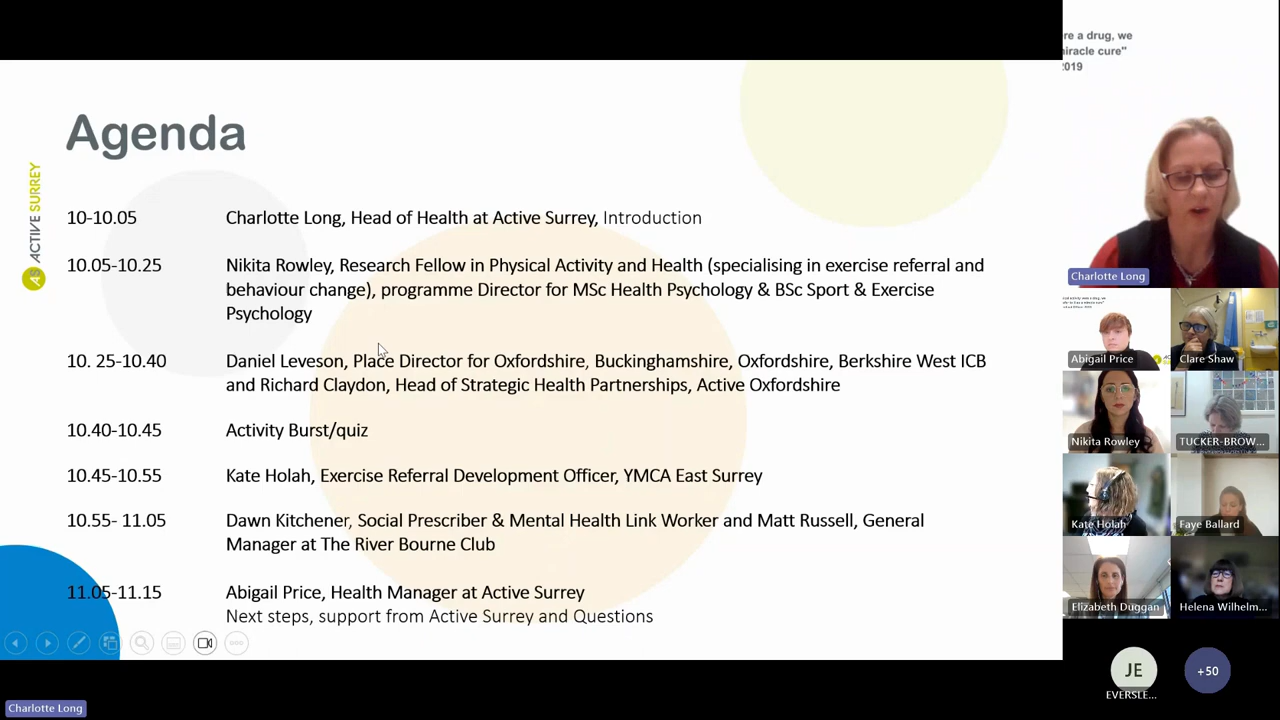 re a drug, we
iracle cure"
2019
Agenda
AS ACTIVE SURREY
10-10.05 Charlotte Long, Head of Health at Active Surrey, Introduction
10.05-10.25 Nikita Rowley, Research Fellow in Physical Activity and Health (specialising in exercise referral and
behaviour change), programme Director for MSc Health Psychology & BSc Sport & Exercise
Psychology
10. 25-10.40 Daniel Leveson, Place Director for Oxfordshire, Buckinghamshire, Oxfordshire, Berkshire West ICB
and Richard Claydon, Head of Strategic Health Partnerships, Active Oxfordshire
10.40-10.45 Activity Burst/quiz
10.45-10.55 Kate Holah, Exercise Referral Development Officer, YMCA East Surrey
10.55- 11.05 Dawn Kitchener, Social Prescriber & Mental Health Link Worker and Matt Russell, General
Manager at The River Bourne Club
11.05-11.15 Abigail Price, Health Manager at Active Surrey
Next steps, support from Active Surrey and Questions
Charlotte Long
Abigail Price
Clare Shaw
Nikita Rowley
TUCKER-BROW...
Kate Holah
Faye Ballard
Elizabeth Duggan
Helena Wilhelm...
JE
EVERSLE...
+50
Charlotte Long